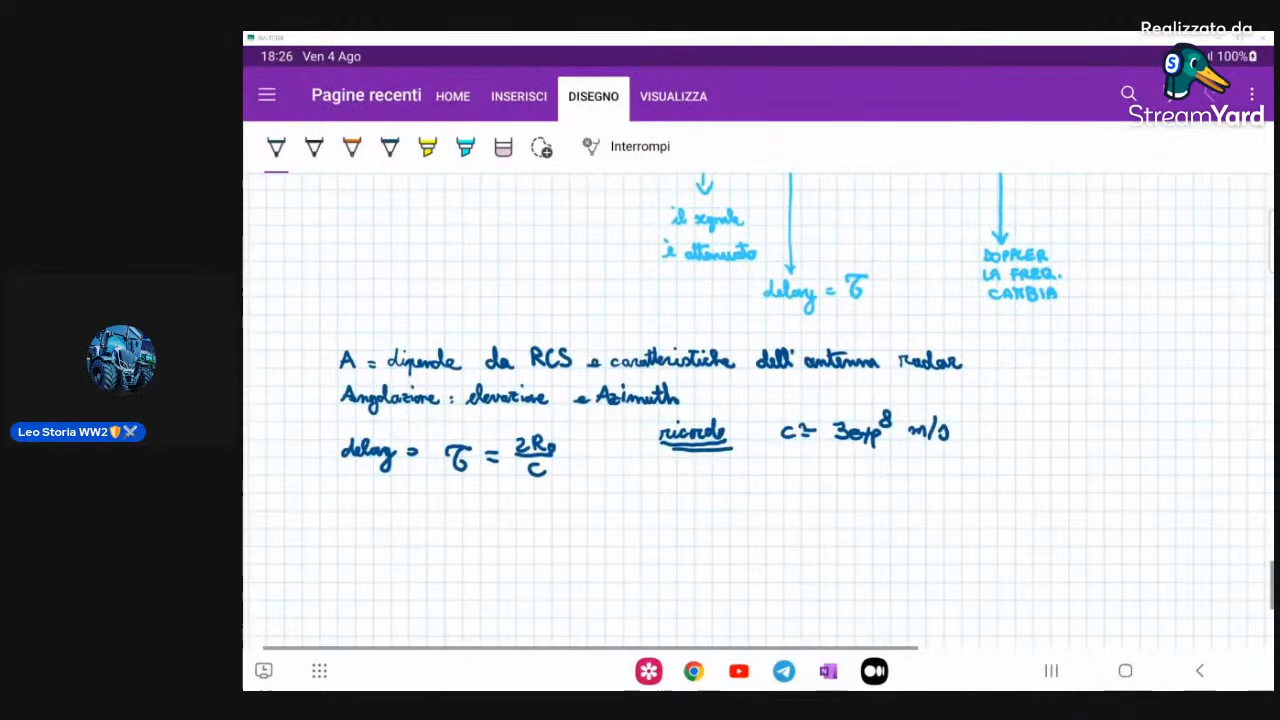 Realizzato da
StreamYard
18:26 Ven 4 Ago
100%
Pagine recenti HOME INSERISCI DISEGNO VISUALIZZA
Interrompi
il segnale
è attenuato
delay = τ
DOPPLER
LA FREQ.
CAMBIA
A = dipende da RCS e caratteristiche dell' antenna radar
Angolazione : elevazione e Azimuth
delay = τ = 2R₀/c
ricorda c ≃ 3exp⁸ m/s
Leo Storia WW2🛡️⚔️